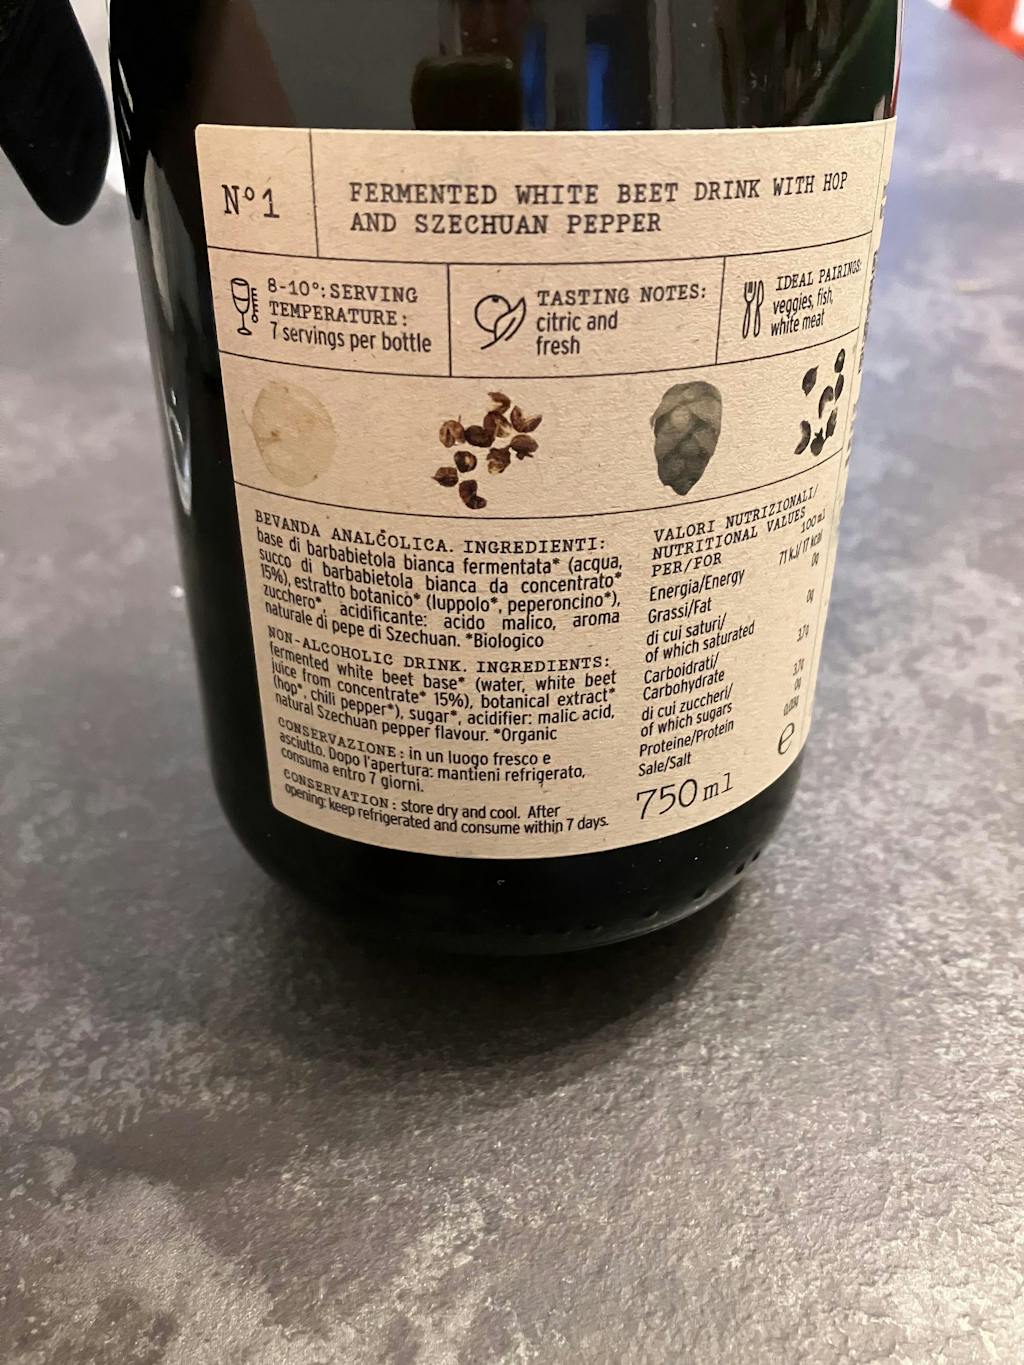 Nº1
FERMENTED WHITE BEET DRINK WITH HOP
AND SZECHUAN PEPPER
8-10°: SERVING
TEMPERATURE:
7 servings per bottle
TASTING NOTES:
citric and
fresh
IDEAL PAIRINGS:
veggies, fish,
white meat
BEVANDA ANALCOLICA. INGREDIENTI:
base di barbabietola bianca fermentata* (acqua,
succo di barbabietola bianca da concentrato*
15%), estratto botanico* (luppolo*, peperoncino*),
zucchero*, acidificante: acido malico, aroma
naturale di pepe di Szechuan. *Biologico
NON-ALCOHOLIC DRINK. INGREDIENTS:
fermented white beet base* (water, white beet
juice from concentrate* 15%), botanical extract*
(hop*, chili pepper*), sugar*, acidifier: malic acid,
natural Szechuan pepper flavour. *Organic
CONSERVAZIONE: in un luogo fresco e
asciutto. Dopo l'apertura: mantieni refrigerato,
consuma entro 7 giorni.
CONSERVATION: store dry and cool. After
opening: keep refrigerated and consume within 7 days.
VALORI NUTRIZIONALI/
NUTRITIONAL VALUES
PER/FOR 100ml
Energia/Energy 71 kJ/ 17 kcal
Grassi/Fat 0g
di cui saturi/
of which saturated 0g
Carboidrati/
Carbohydrate 3,7g
di cui zuccheri/
of which sugars 3,7g
Proteine/Protein 0g
Sale/Salt
750ml e